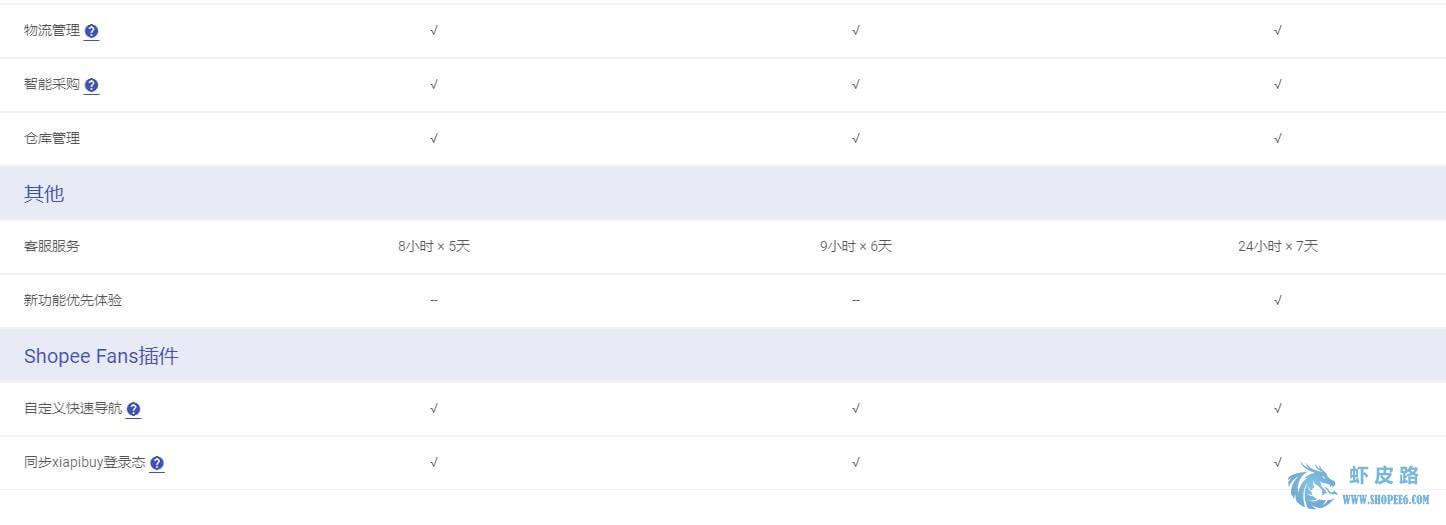 物流管理 ? √ √ √
智能采购 ? √ √ √
仓库管理 √ √ √
其他
客服服务 8小时 × 5天 9小时 × 6天 24小时 × 7天
新功能优先体验 -- -- √
Shopee Fans插件
自定义快速导航 ? √ √ √
同步xiapibuy登录态 ? √ √ √
虾皮路
WWW.SHOPEE6.COM